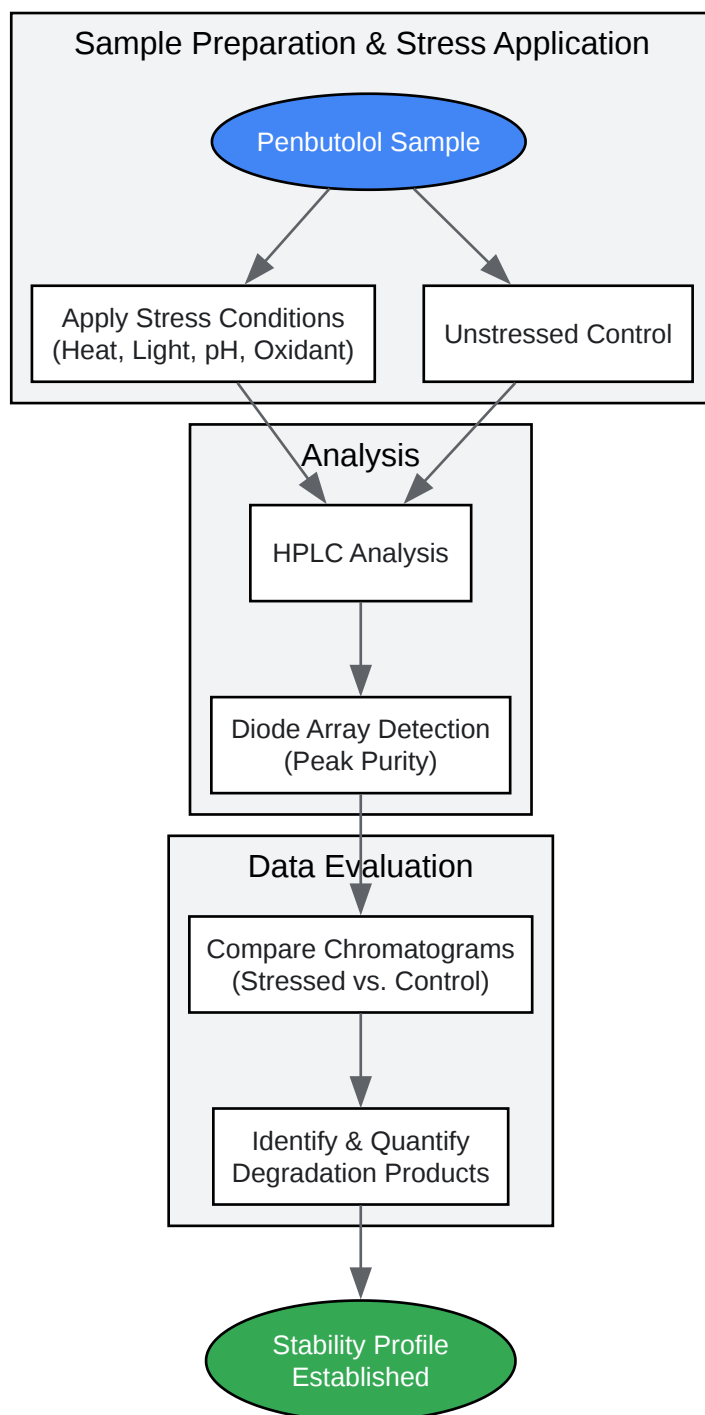 Sample Preparation & Stress Application
Penbutolol Sample
Apply Stress Conditions
(Heat, Light, pH, Oxidant)
Unstressed Control
Analysis
HPLC Analysis
Diode Array Detection
(Peak Purity)
Data Evaluation
Compare Chromatograms
(Stressed vs. Control)
Identify & Quantify
Degradation Products
Stability Profile
Established